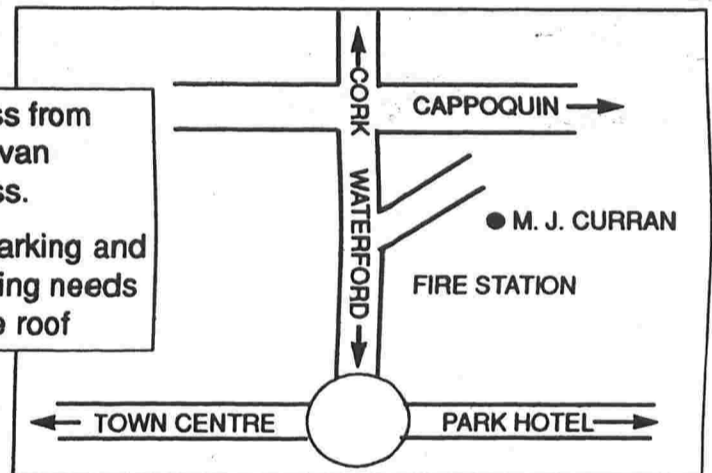 ss from
van
ss.
arking and
ing needs
e roof
CORK
WATERFORD
CAPPOQUIN
M. J. CURRAN
FIRE STATION
TOWN CENTRE
PARK HOTEL